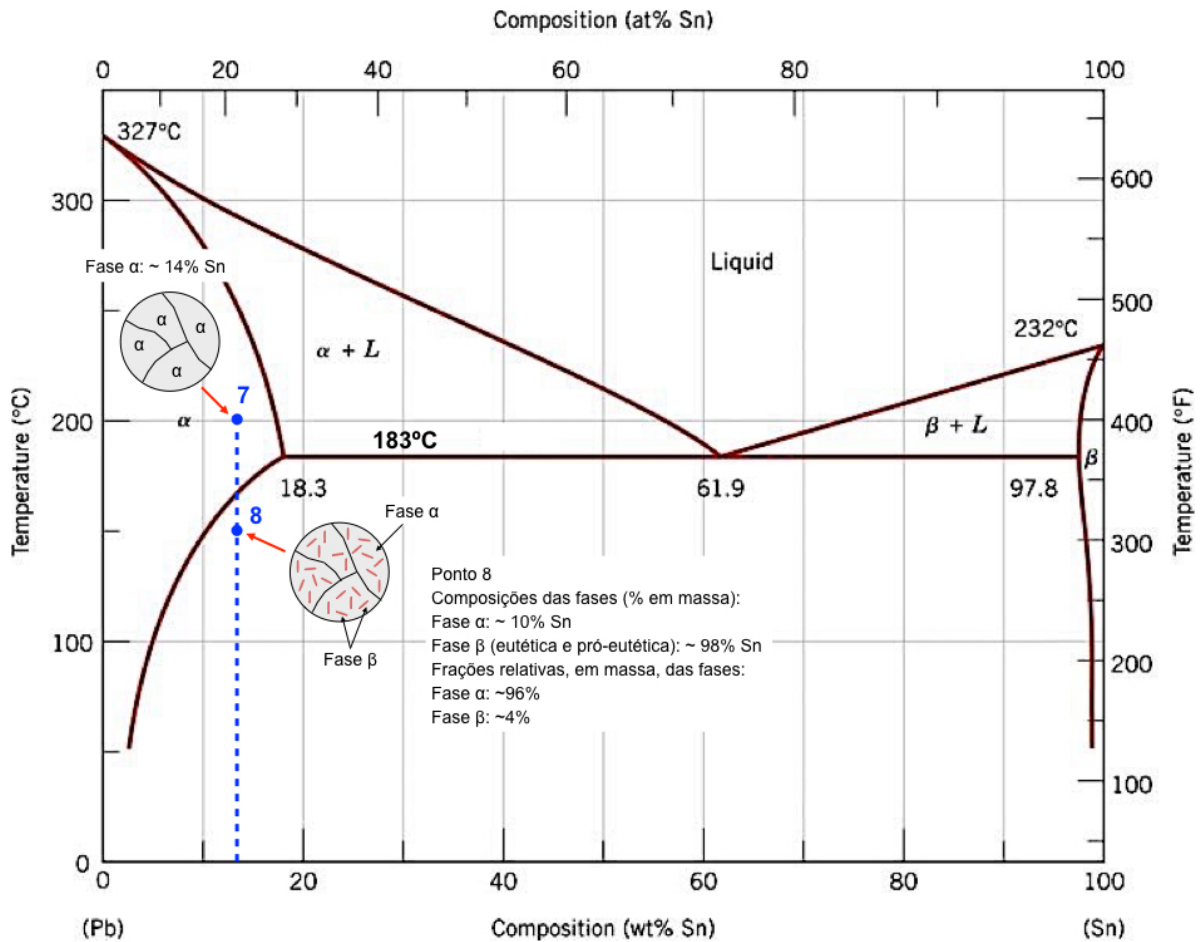 Composition (at% Sn)
0 20 40 60 80 100
327°C
300
600
Liquid
Fase α: ~ 14% Sn
α α
α
α
500
α + L
232°C
7
α
200
400
183ºC
β + L
β
18.3 61.9 97.8
8
Fase α
300
Fase β
Ponto 8
Composições das fases (% em massa):
Fase α: ~ 10% Sn
Fase β (eutética e pró-eutética): ~ 98% Sn
Frações relativas, em massa, das fases:
Fase α: ~96%
Fase β: ~4%
100
200
100
0
0 20 40 60 80 100
(Pb) Composition (wt% Sn) (Sn)
Temperature (°C)
Temperature (°F)